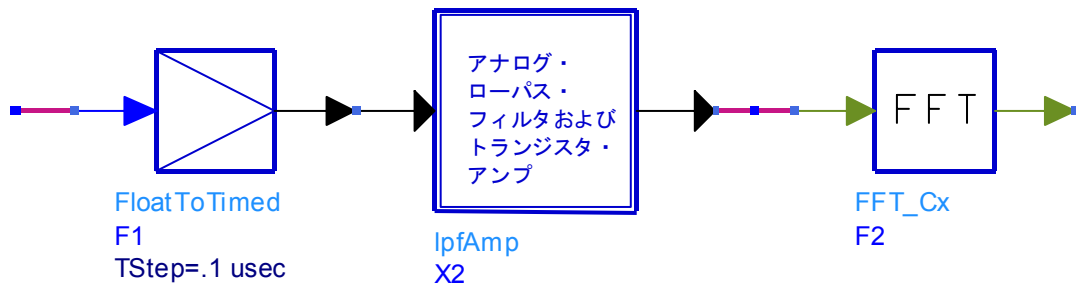 アナログ・
ローパス・
フィルタおよび
トランジスタ・
アンプ
FFT
FloatToTimed
F1
TStep=.1 usec
lpfAmp
X2
FFT_Cx
F2